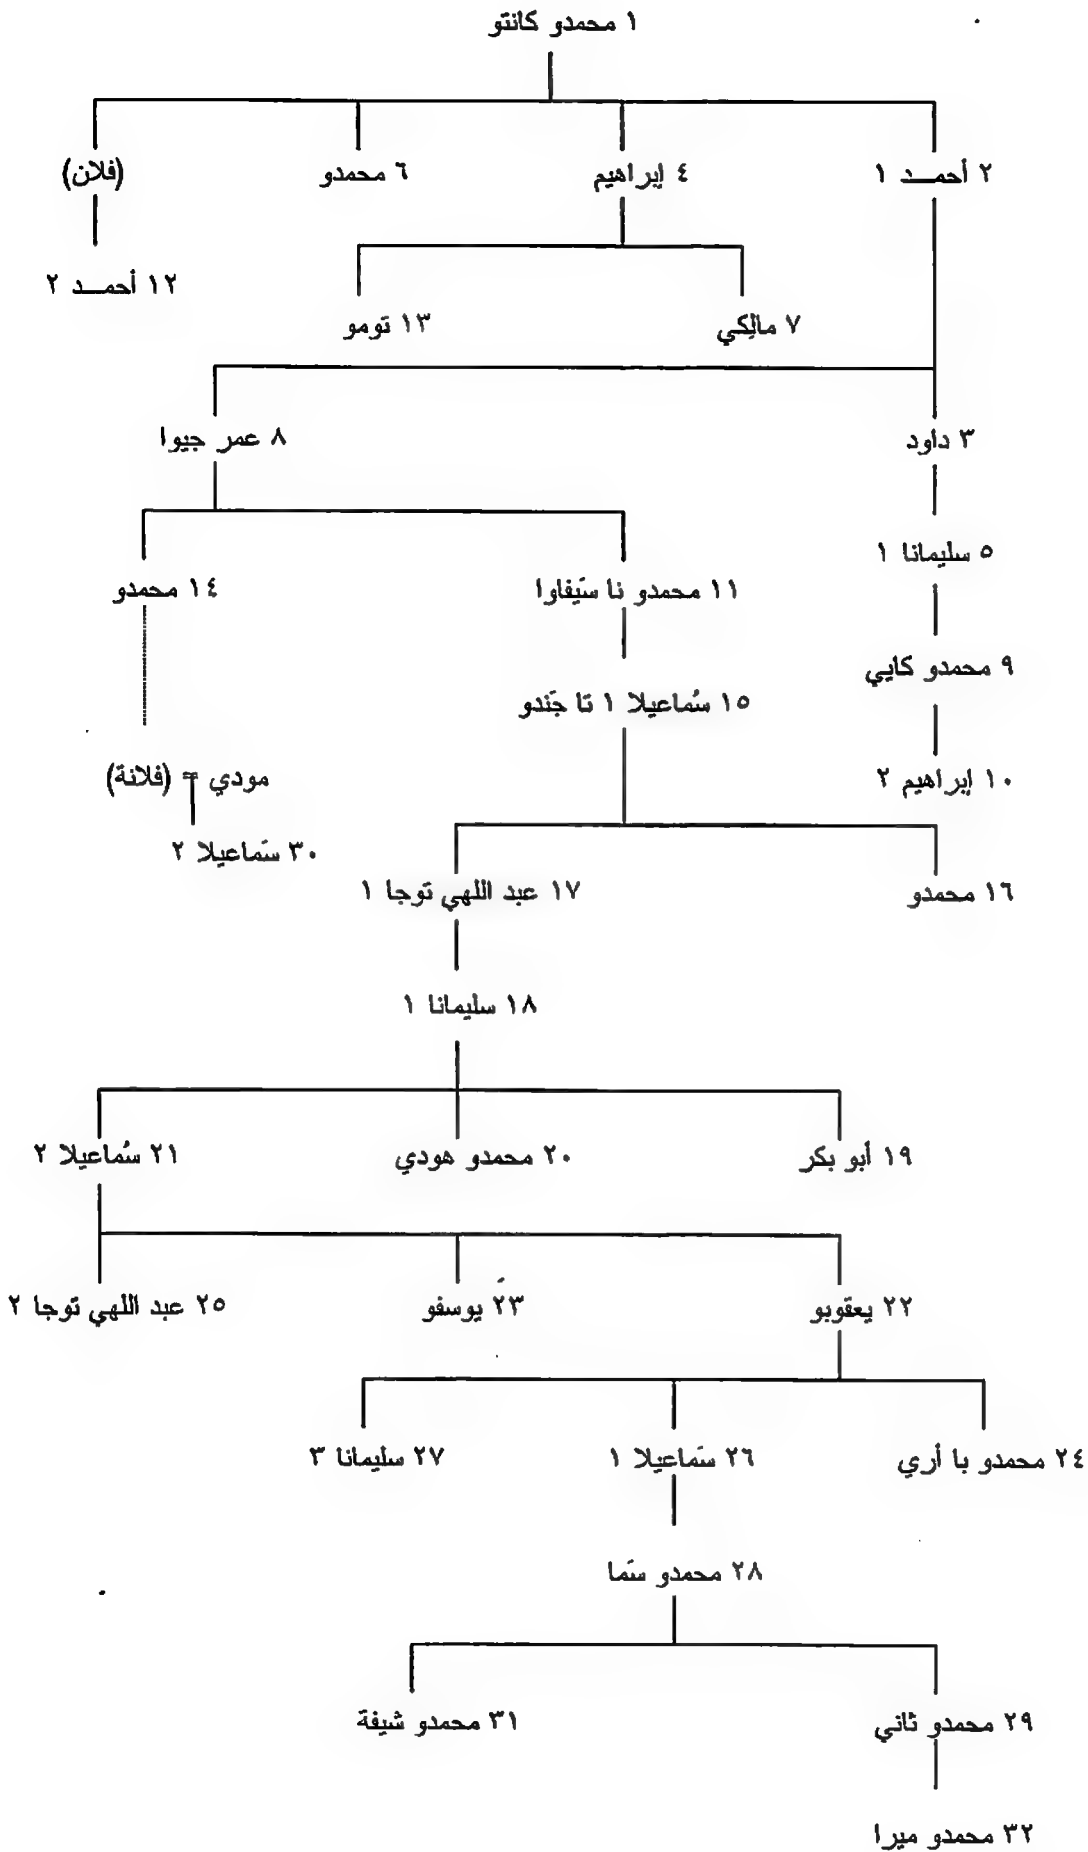 ١ محمدو كانتو
٢ أحمــد ١
٤ إبراهيم
٦ محمدو
(فلان)
١٢ أحمــد ٢
٧ مالِكي
١٣ تومو
٣ داود
٨ عمر جيوا
٥ سليمانا ١
١١ محمدو نا سَيفاوا
١٤ محمدو
٩ محمدو كايي
١٥ سُماعيلا ١ تا جَندو
١٠ إبراهيم ٢
مودي = (فلانة)
٣٠ سَماعيلا ٢
١٦ محمدو
١٧ عبد اللهي توجا ١
١٨ سليمانا ١
١٩ أبو بكر
٢٠ محمدو هودي
٢١ سُماعيلا ٢
٢٢ يعقوبو
٢٣ يوسفو
٢٥ عبد اللهي توجا ٢
٢٤ محمدو با أري
٢٦ سَماعيلا ١
٢٧ سليمانا ٣
٢٨ محمدو سَما
٢٩ محمدو ثاني
٣١ محمدو شيفة
٣٢ محمدو ميرا